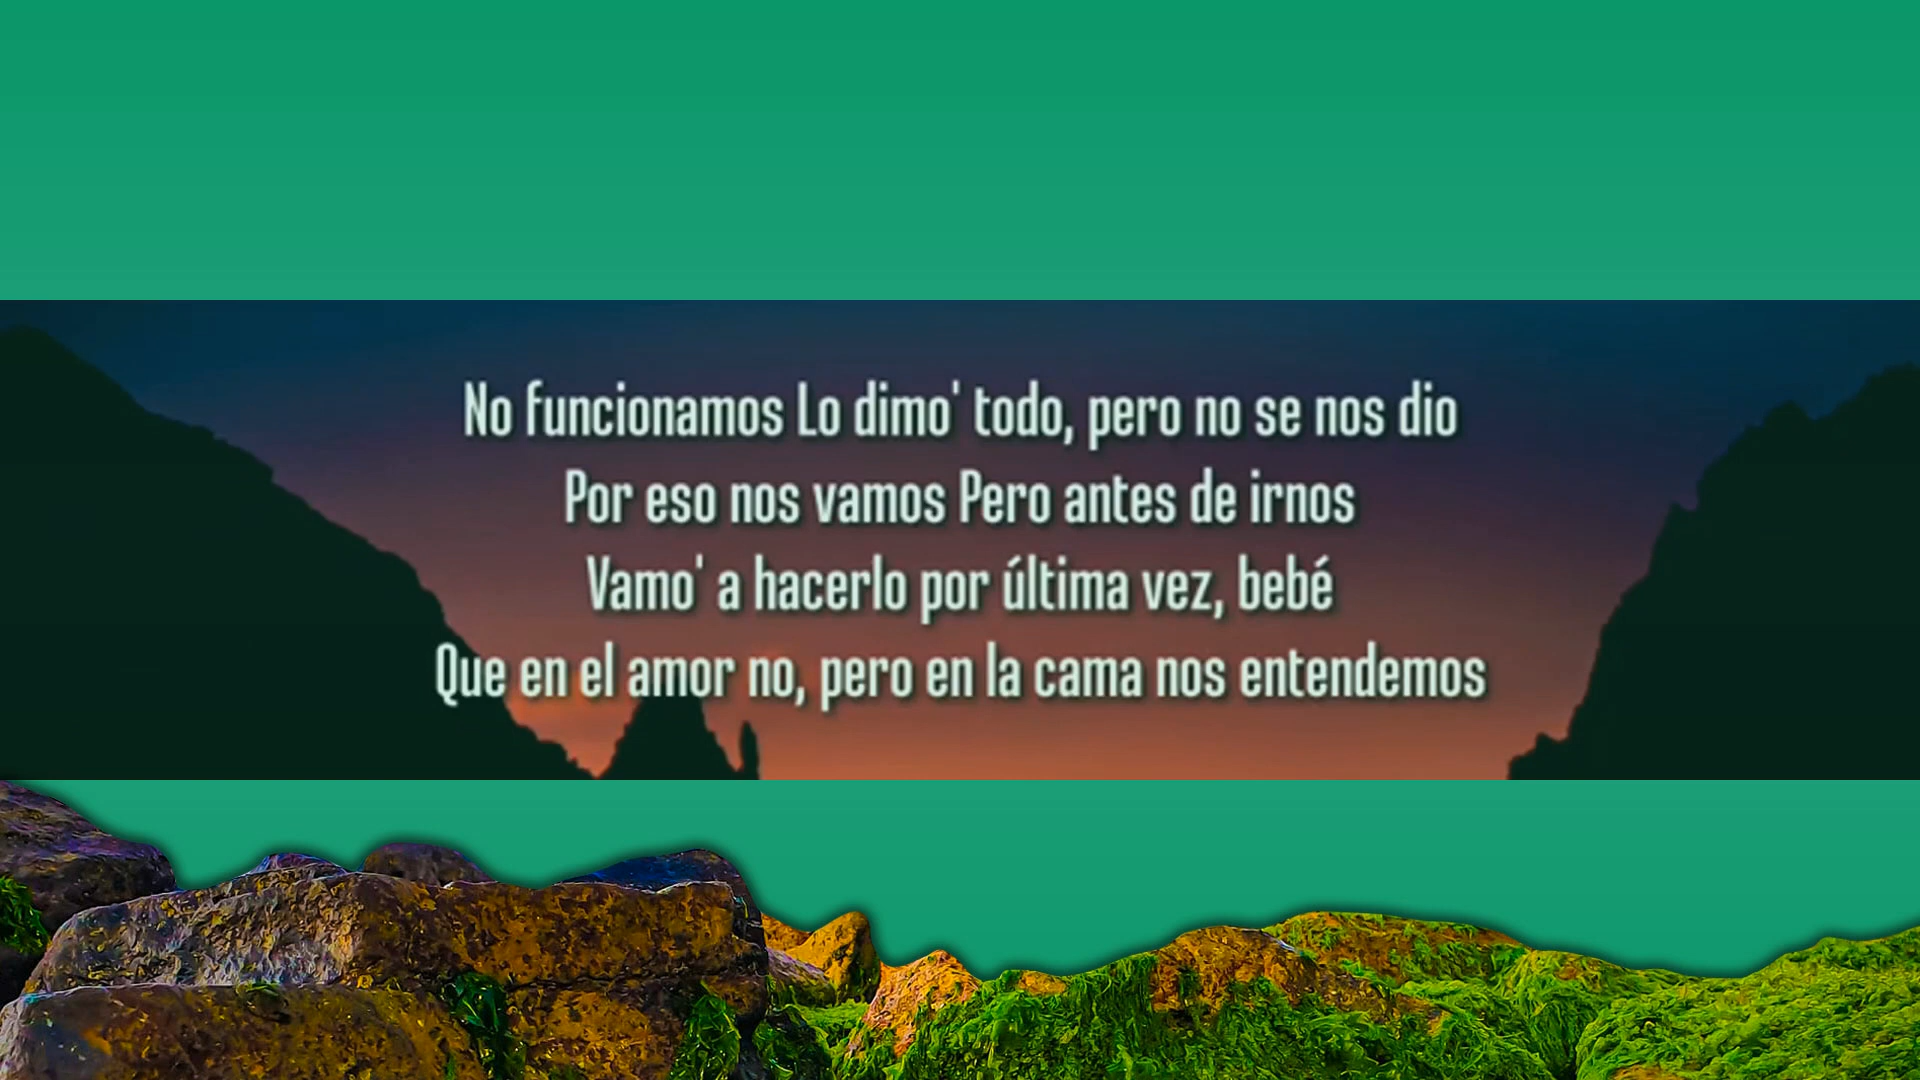 No funcionamos Lo dimo' todo, pero no se nos dio
Por eso nos vamos Pero antes de irnos
Vamo' a hacerlo por última vez, bebé
Que en el amor no, pero en la cama nos entendemos